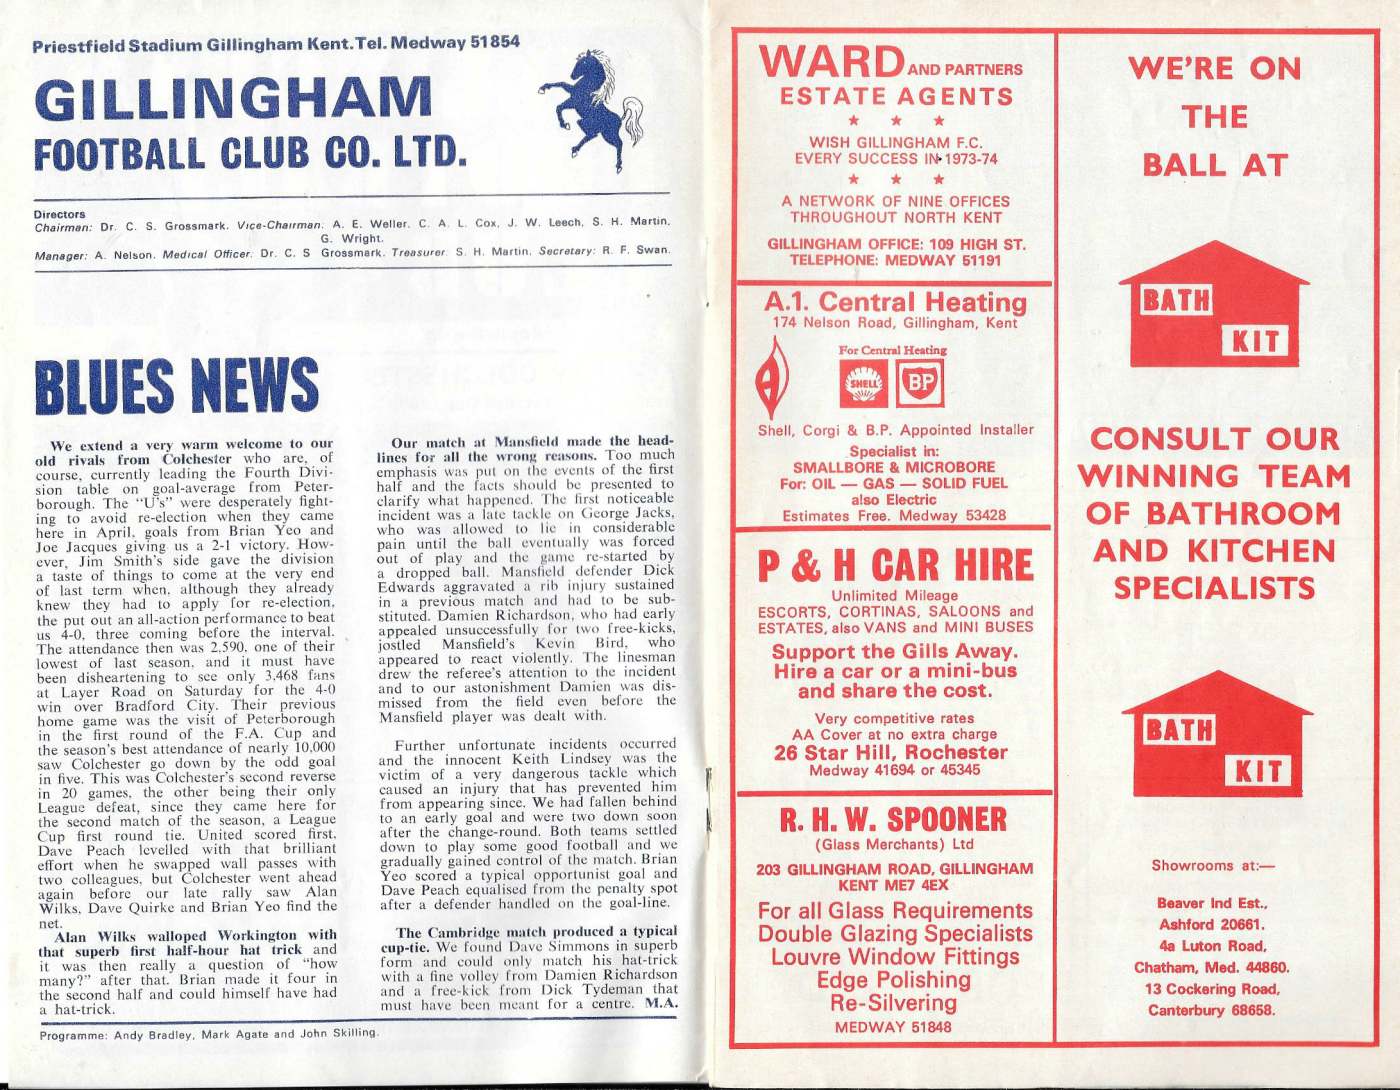 Priestfield Stadium Gillingham Kent. Tel. Medway 51854
GILLINGHAM
FOOTBALL CLUB CO. LTD.
Directors
Chairman: Dr. C. S. Grossmark. Vice-Chairman: A. E. Weller. C. A. L. Cox, J. W. Leech, S. H. Martin,
G. Wright.
Manager: A. Nelson. Medical Officer: Dr. C. S Grossmark. Treasurer S. H. Martin. Secretary: R. F. Swan.
BLUES NEWS
We extend a very warm welcome to our
old rivals from Colchester who are, of
course, currently leading the Fourth Divi-
sion table on goal-average from Peter-
borough. The "U's" were desperately fight-
ing to avoid re-election when they came
here in April, goals from Brian Yeo and
Joe Jacques giving us a 2-1 victory. How-
ever, Jim Smith's side gave the division
a taste of things to come at the very end
of last term when, although they already
knew they had to apply for re-election,
the put out an all-action performance to beat
us 4-0, three coming before the interval.
The attendance then was 2,590, one of their
lowest of last season, and it must have
been disheartening to see only 3,468 fans
at Layer Road on Saturday for the 4-0
win over Bradford City. Their previous
home game was the visit of Peterborough
in the first round of the F.A. Cup and
the season's best attendance of nearly 10,000
saw Colchester go down by the odd goal
in five. This was Colchester's second reverse
in 20 games, the other being their only
League defeat, since they came here for
the second match of the season, a League
Cup first round tie. United scored first,
Dave Peach levelled with that brilliant
effort when he swapped wall passes with
two colleagues, but Colchester went ahead
again before our late rally saw Alan
Wilks, Dave Quirke and Brian Yeo find the
net.
Alan Wilks walloped Workington with
that superb first half-hour hat trick and
it was then really a question of "how
many?" after that. Brian made it four in
the second half and could himself have had
a hat-trick.
Our match at Mansfield made the head-
lines for all the wrong reasons. Too much
emphasis was put on the events of the first
half and the facts should be presented to
clarify what happened. The first noticeable
incident was a late tackle on George Jacks,
who was allowed to lie in considerable
pain until the ball eventually was forced
out of play and the game re-started by
a dropped ball. Mansfield defender Dick
Edwards aggravated a rib injury sustained
in a previous match and had to be sub-
stituted. Damien Richardson, who had early
appealed unsuccessfully for two free-kicks,
jostled Mansfield's Kevin Bird, who
appeared to react violently. The linesman
drew the referee's attention to the incident
and to our astonishment Damien was dis-
missed from the field even before the
Mansfield player was dealt with.
Further unfortunate incidents occurred
and the innocent Keith Lindsey was the
victim of a very dangerous tackle which
caused an injury that has prevented him
from appearing since. We had fallen behind
to an early goal and were two down soon
after the change-round. Both teams settled
down to play some good football and we
gradually gained control of the match. Brian
Yeo scored a typical opportunist goal and
Dave Peach equalised from the penalty spot
after a defender handled on the goal-line.
The Cambridge match produced a typical
cup-tie. We found Dave Simmons in superb
form and could only match his hat-trick
with a fine volley from Damien Richardson
and a free-kick from Dick Tydeman that
must have been meant for a centre. M.A.
Programme: Andy Bradley, Mark Agate and John Skilling.
WARD AND PARTNERS
ESTATE AGENTS
WISH GILLINGHAM F.C.
EVERY SUCCESS IN 1973-74
A NETWORK OF NINE OFFICES
THROUGHOUT NORTH KENT
GILLINGHAM OFFICE: 109 HIGH ST.
TELEPHONE: MEDWAY 51191
A.1. Central Heating
174 Nelson Road, Gillingham, Kent
For Central Heating
A
SHELL
BP
Shell, Corgi & B.P. Appointed Installer
Specialist in:
SMALLBORE & MICROBORE
For: OIL — GAS — SOLID FUEL
also Electric
Estimates Free. Medway 53428
P & H CAR HIRE
Unlimited Mileage
ESCORTS, CORTINAS, SALOONS and
ESTATES, also VANS and MINI BUSES
Support the Gills Away.
Hire a car or a mini-bus
and share the cost.
Very competitive rates
AA Cover at no extra charge
26 Star Hill, Rochester
Medway 41694 or 45345
R. H. W. SPOONER
(Glass Merchants) Ltd
203 GILLINGHAM ROAD, GILLINGHAM
KENT ME7 4EX
For all Glass Requirements
Double Glazing Specialists
Louvre Window Fittings
Edge Polishing
Re-Silvering
MEDWAY 51848
WE'RE ON
THE
BALL AT
BATH
KIT
CONSULT OUR
WINNING TEAM
OF BATHROOM
AND KITCHEN
SPECIALISTS
BATH
KIT
Showrooms at:—
Beaver Ind Est.,
Ashford 20661.
4a Luton Road,
Chatham, Med. 44860.
13 Cockering Road,
Canterbury 68658.